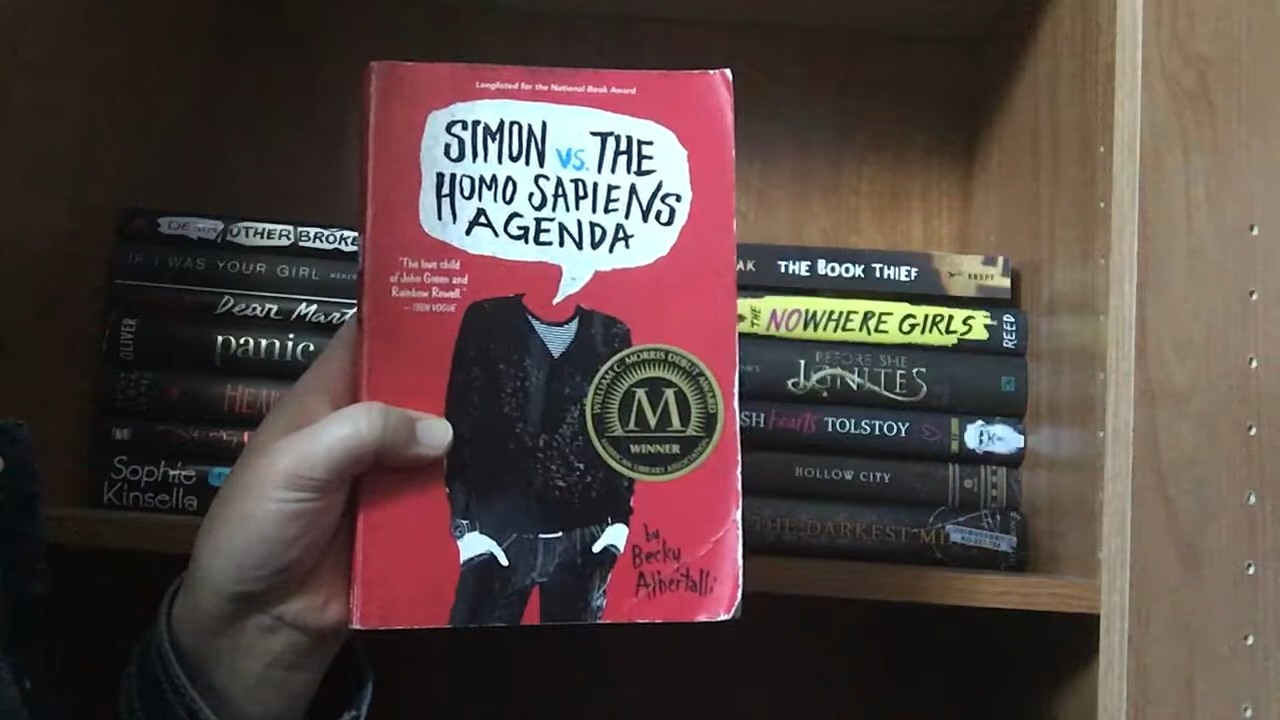 Longlisted for the National Book Award
SIMON VS. THE
HOMO SAPIENS
AGENDA
"The love child
of John Green and
Rainbow Rowell."
— TEEN VOGUE
WILLIAM C. MORRIS DEBUT AWARD
M
WINNER
AMERICAN LIBRARY ASSOCIATION
by
Becky
Albertalli
OTHER BROKE
IF I WAS YOUR GIRL
Dear Mart
OLIVER
panic
Sophie
Kinsella
AK THE BOOK THIEF KNOPF
THE NOWHERE GIRLS REED
BEFORE SHE
IGNITES
SH hearts TOLSTOY
HOLLOW CITY
THE DARKEST MI